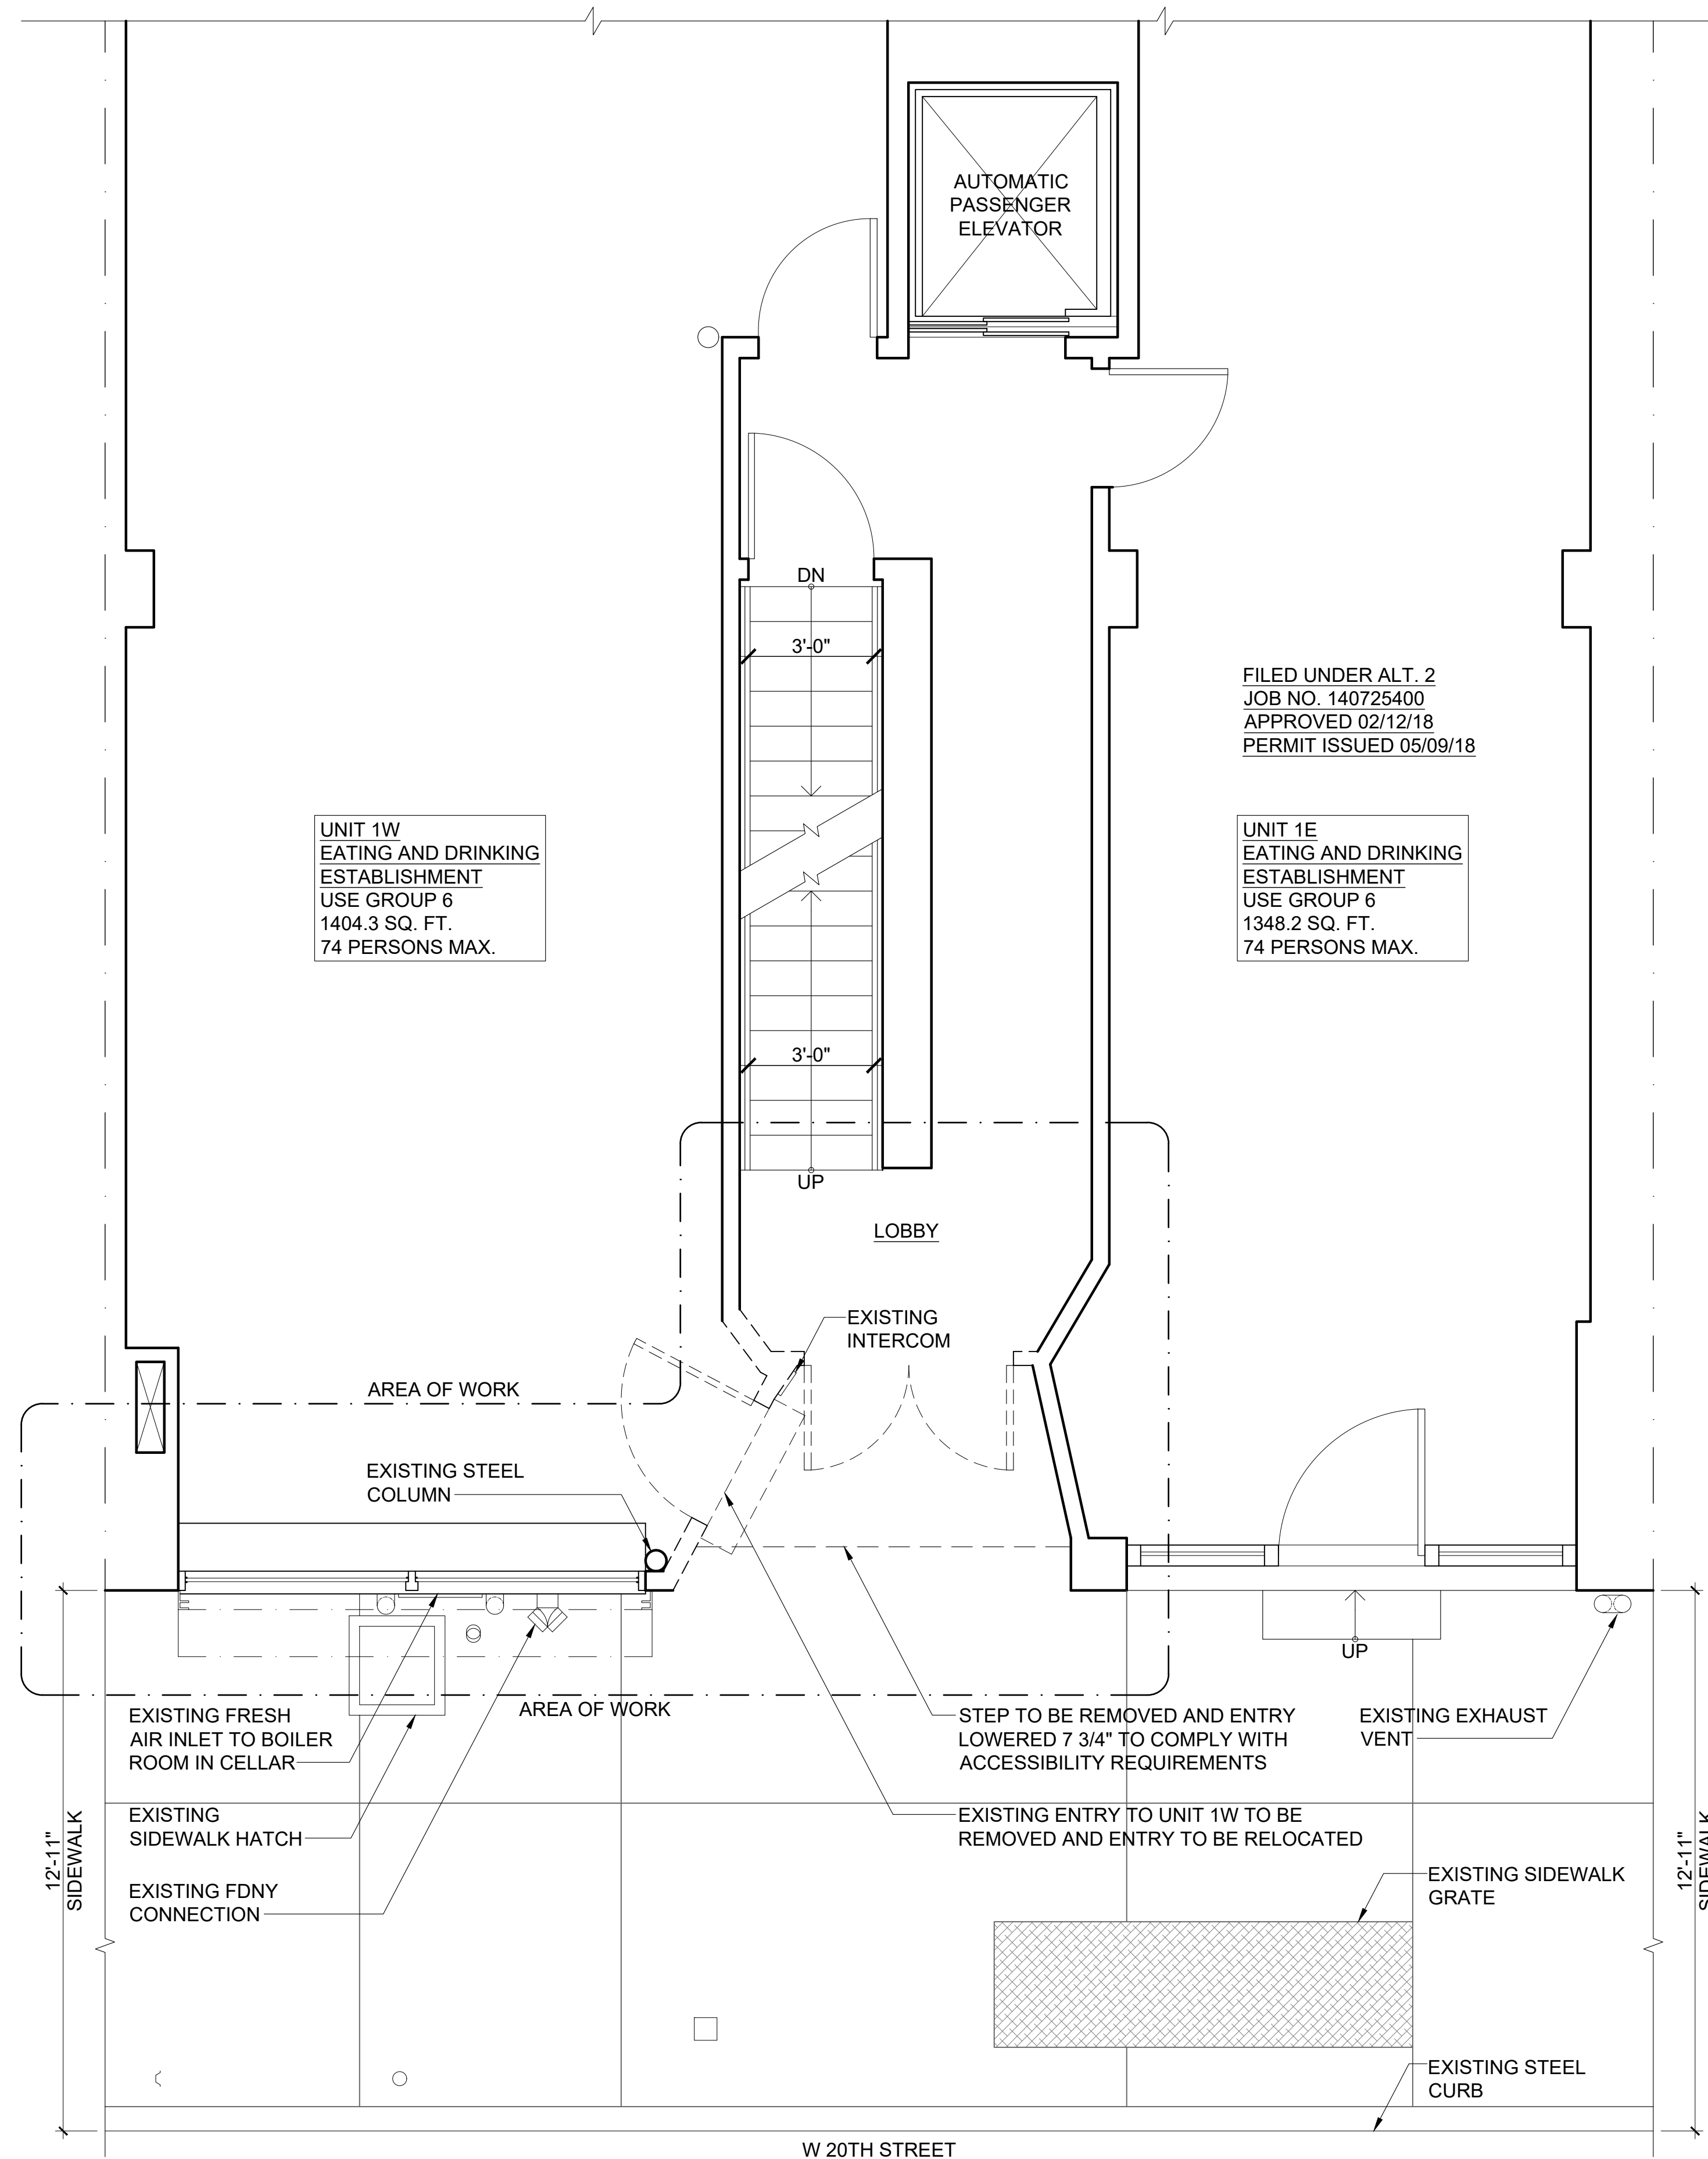 AUTOMATIC
PASSENGER
ELEVATOR
DN
3'-0"
FILED UNDER ALT. 2
JOB NO. 140725400
APPROVED 02/12/18
PERMIT ISSUED 05/09/18
UNIT 1W
EATING AND DRINKING
ESTABLISHMENT
USE GROUP 6
1404.3 SQ. FT.
74 PERSONS MAX.
UNIT 1E
EATING AND DRINKING
ESTABLISHMENT
USE GROUP 6
1348.2 SQ. FT.
74 PERSONS MAX.
3'-0"
UP
LOBBY
EXISTING
INTERCOM
AREA OF WORK
EXISTING STEEL
COLUMN
UP
AREA OF WORK
EXISTING FRESH
AIR INLET TO BOILER
ROOM IN CELLAR
STEP TO BE REMOVED AND ENTRY
LOWERED 7 3/4" TO COMPLY WITH
ACCESSIBILITY REQUIREMENTS
EXISTING EXHAUST
VENT
EXISTING
SIDEWALK HATCH
EXISTING ENTRY TO UNIT 1W TO BE
REMOVED AND ENTRY TO BE RELOCATED
12'-11"
SIDEWALK
12'-11"
SIDEWALK
EXISTING FDNY
CONNECTION
EXISTING SIDEWALK
GRATE
EXISTING STEEL
CURB
W 20TH STREET